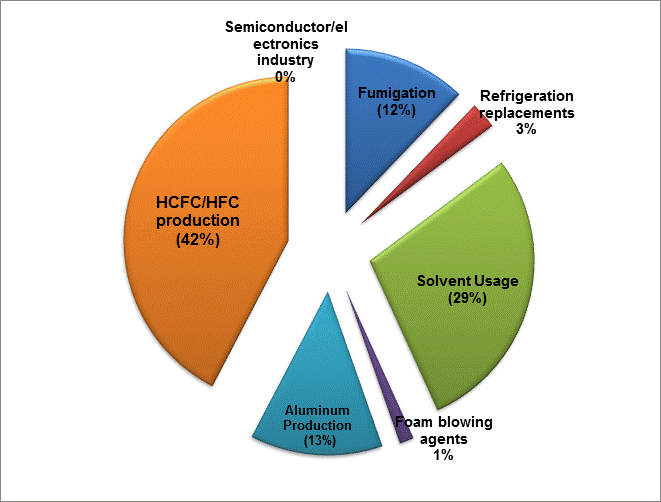 Semiconductor/el
ectronics
industry
0%
Fumigation
(12%)
Refrigeration
replacements
3%
HCFC/HFC
production
(42%)
Solvent Usage
(29%)
Aluminum
Production
(13%)
Foam blowing
agents
1%